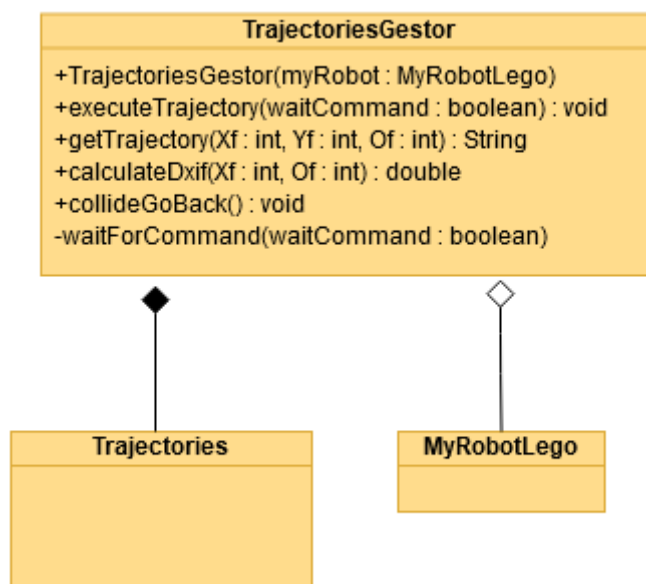 TrajectoriesGestor
+TrajectoriesGestor(myRobot : MyRobotLego)
+executeTrajectory(waitCommand : boolean) : void
+getTrajectory(Xf : int, Yf : int, Of : int) : String
+calculateDxif(Xf : int, Of : int) : double
+collideGoBack() : void
-waitForCommand(waitCommand : boolean)
Trajectories
MyRobotLego